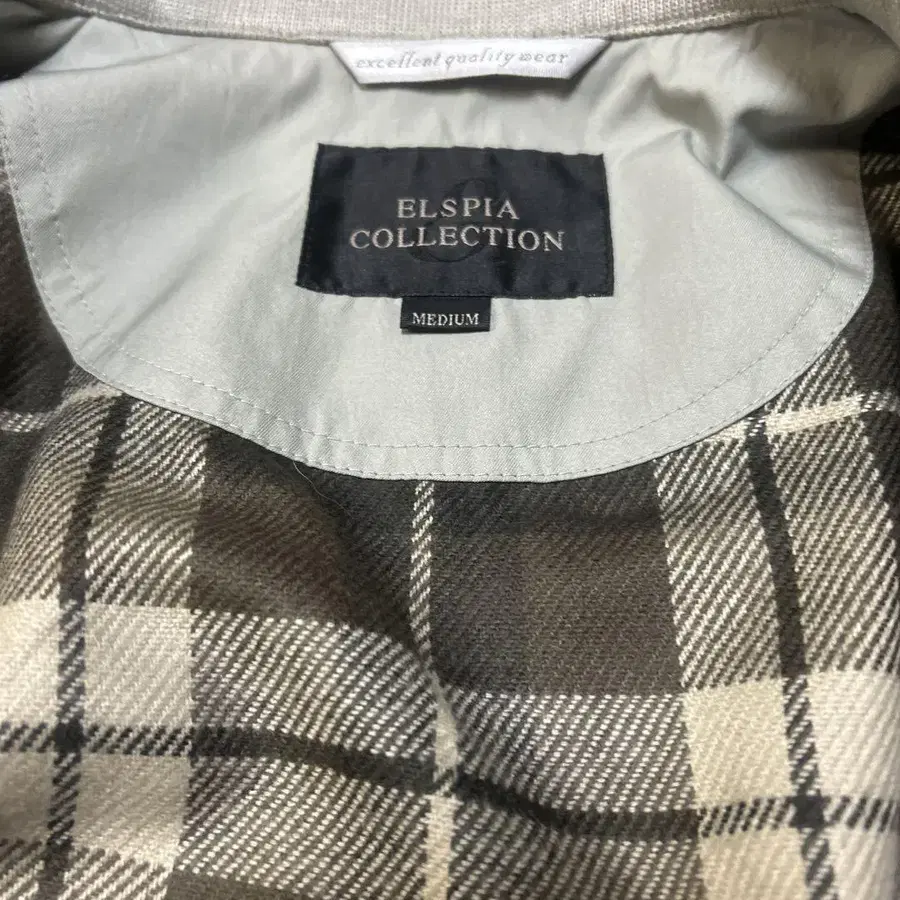 excellent quality wear
ELSPIA
COLLECTION
MEDIUM